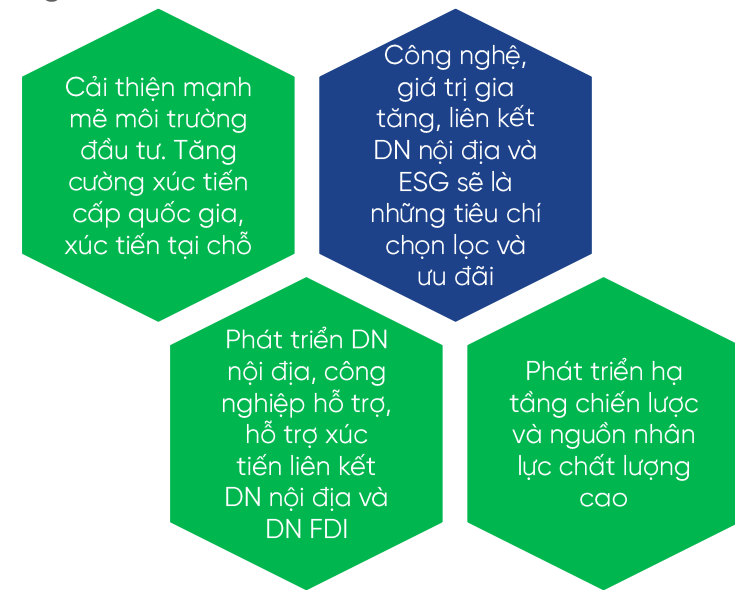 Cải thiện mạnh
mẽ môi trường
đầu tư. Tăng
cường xúc tiến
cấp quốc gia,
xúc tiến tại chỗ
Công nghệ,
giá trị gia
tăng, liên kết
DN nội địa và
ESG sẽ là
những tiêu chí
chọn lọc và
ưu đãi
Phát triển DN
nội địa, công
nghiệp hỗ trợ,
hỗ trợ xúc
tiến liên kết
DN nội địa và
DN FDI
Phát triển hạ
tầng chiến lược
và nguồn nhân
lực chất lượng
cao